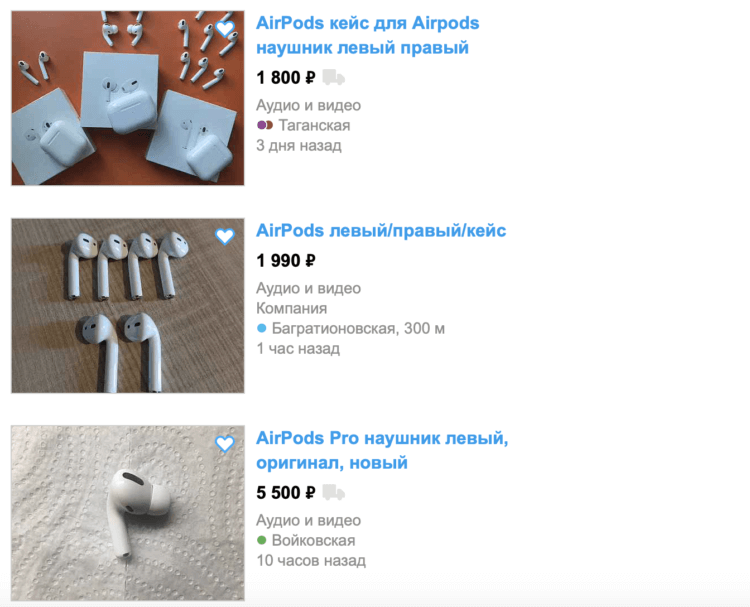 AirPods кейс для Airpods
наушник левый правый
1 800 ₽
Аудио и видео
Таганская
3 дня назад
AirPods левый/правый/кейс
1 990 ₽
Аудио и видео
Компания
Багратионовская, 300 м
1 час назад
AirPods Pro наушник левый,
оригинал, новый
5 500 ₽
Аудио и видео
Войковская
10 часов назад